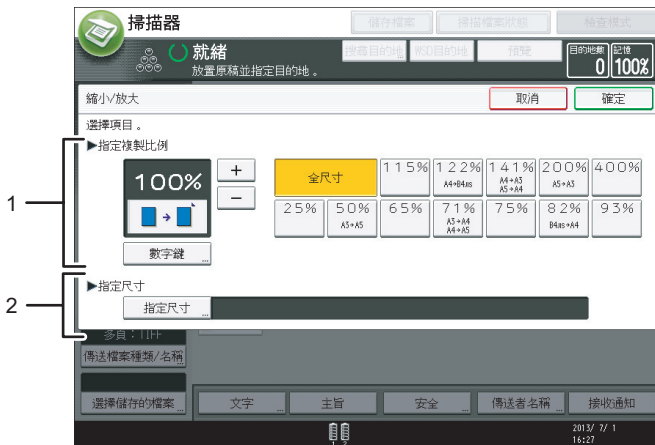 掃描器
儲存檔案 掃描檔案狀態 檢查模式
就緒
搜尋目的地 WSD目的地 預覽
目的地數 記憶
放置原稿並指定目的地。
0 100%
縮小/放大
取消 確定
選擇項目。
▶指定複製比例
1
100%
+
−
全尺寸
115%
122%
A4→B4JIS
141%
A4→A3
A5→A4
200%
A5→A3
400%
25%
50%
A3→A5
65%
71%
A3→A4
A4→A5
75%
82%
B4JIS→A4
93%
數字鍵
2
▶指定尺寸
指定尺寸
多頁:TIFF
傳送檔案種類/名稱
選擇儲存的檔案
文字 主旨 安全 傳送者名稱 接收通知
1 2
2013/ 7/ 1
16:27